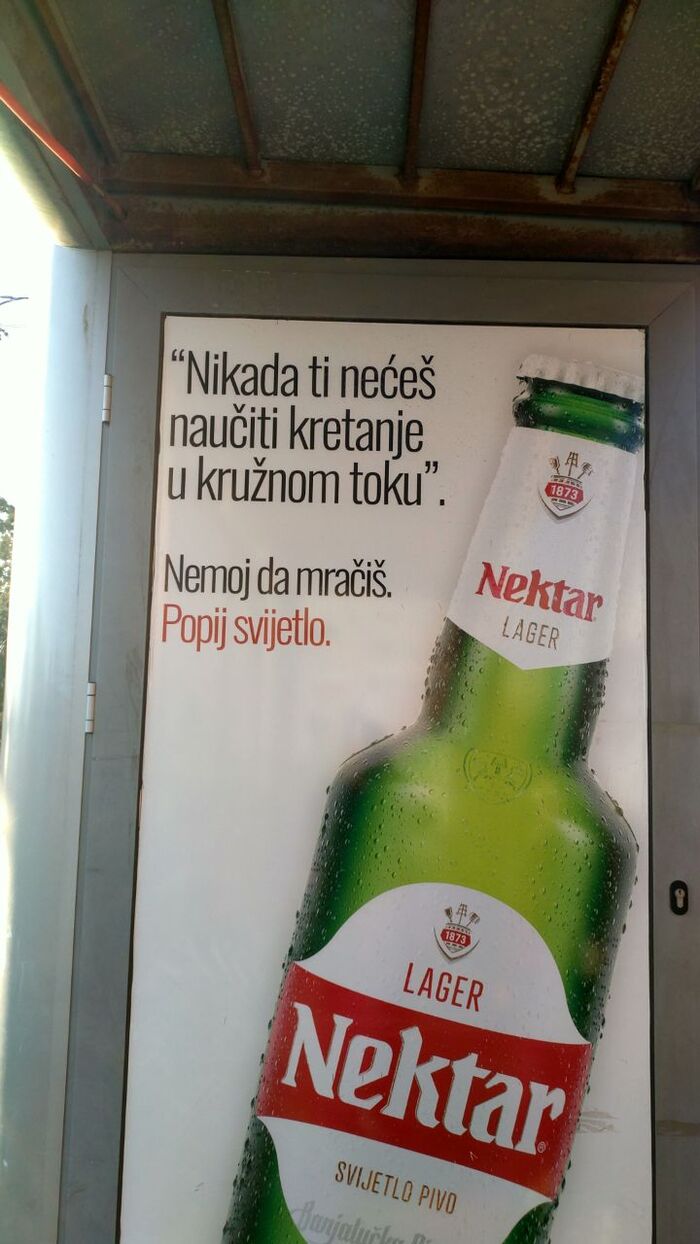 “Nikada ti nećeš
naučiti kretanje
u kružnom toku”.
Nemoj da mračiš.
Popij svijetlo.
1873
Nektar
LAGER
1873
LAGER
Nektar
SVIJETLO PIVO
Banjalučka